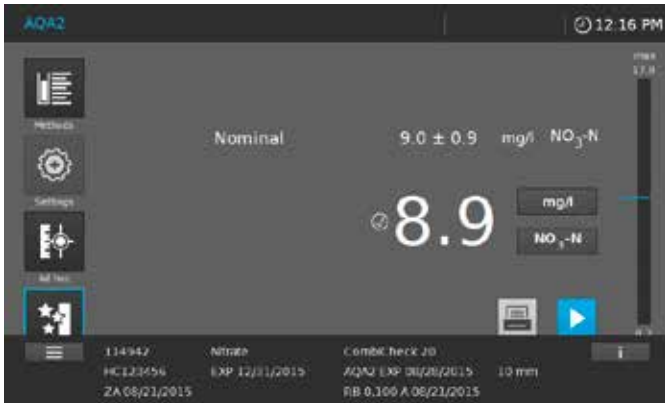 AQA2
12:16 PM
max
17.0
Methods
Nominal 9.0 ± 0.9 mg/l NO3-N
Settings
8.9
mg/l
NO3-N
Ad hoc
114942 Nitrate CombiCheck 20
HC123456 EXP 12/31/2015 AQA2 EXP 08/28/2015 10 mm
ZA 08/21/2015 RB 0.100 A 08/21/2015
i